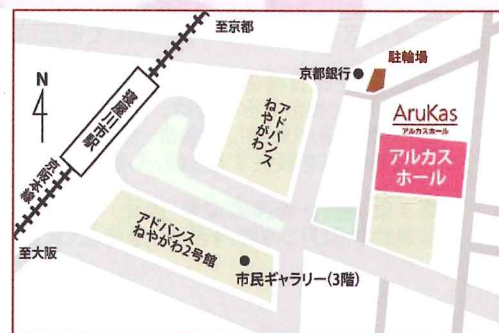 至京都
京都銀行
駐輪場
N
寝屋川市駅
アドバンス
ねやがわ
AruKas
アルカスホール
アルカス
ホール
京阪本線
アドバンス
ねやがわ2号館
至大阪
市民ギャラリー(3階)